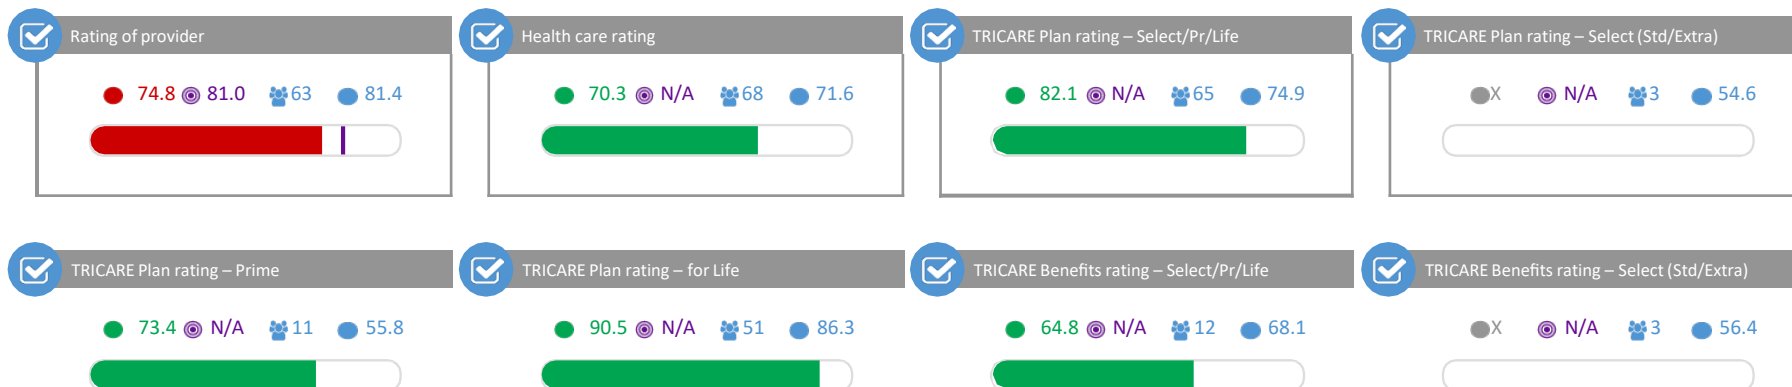 Rating of provider
74.8 81.0 63 81.4
Health care rating
70.3 N/A 68 71.6
TRICARE Plan rating – Select/Pr/Life
82.1 N/A 65 74.9
TRICARE Plan rating – Select (Std/Extra)
X N/A 3 54.6
TRICARE Plan rating – Prime
73.4 N/A 11 55.8
TRICARE Plan rating – for Life
90.5 N/A 51 86.3
TRICARE Benefits rating – Select/Pr/Life
64.8 N/A 12 68.1
TRICARE Benefits rating – Select (Std/Extra)
X N/A 3 56.4